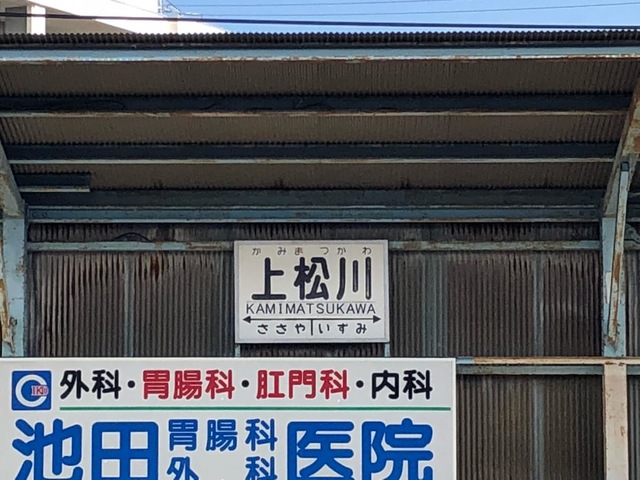 かみまつかわ
上松川
KAMIMATSUKAWA
ささや いずみ
IKD 外科・胃腸科・肛門科・内科
池田胃腸科外科医院